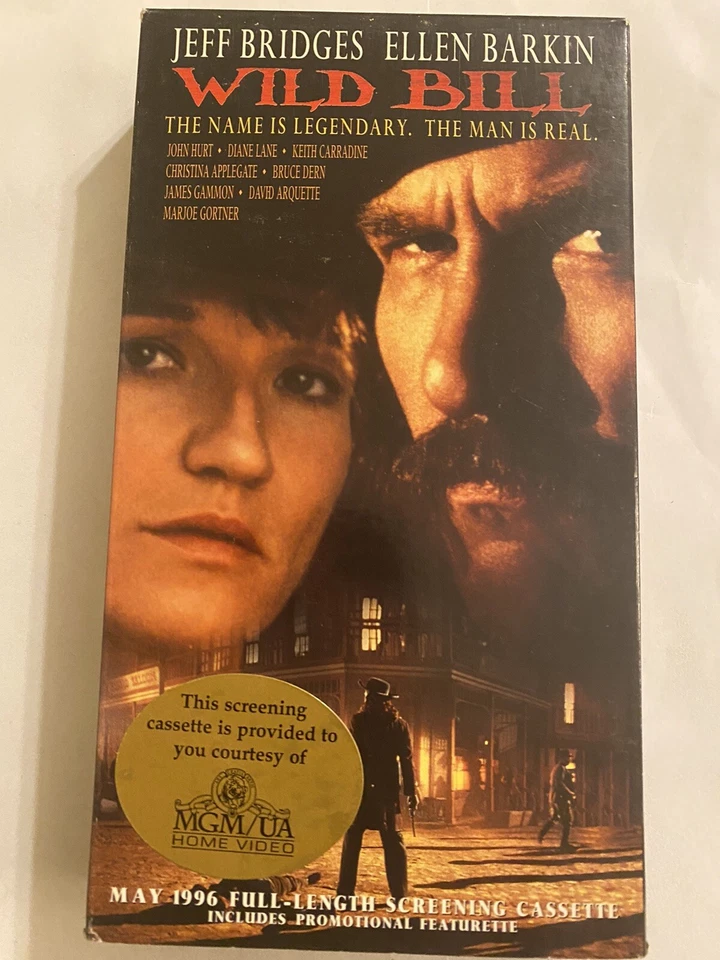 JEFF BRIDGES ELLEN BARKIN
WILD BILL
THE NAME IS LEGENDARY. THE MAN IS REAL.
JOHN HURT • DIANE LANE • KEITH CARRADINE
CHRISTINA APPLEGATE • BRUCE DERN
JAMES GAMMON • DAVID ARQUETTE
MARJOE GORTNER
SALOON
This screening
cassette is provided to
you courtesy of
MGM/UA
HOME VIDEO
MAY 1996 FULL-LENGTH SCREENING CASSETTE
INCLUDES PROMOTIONAL FEATURETTE